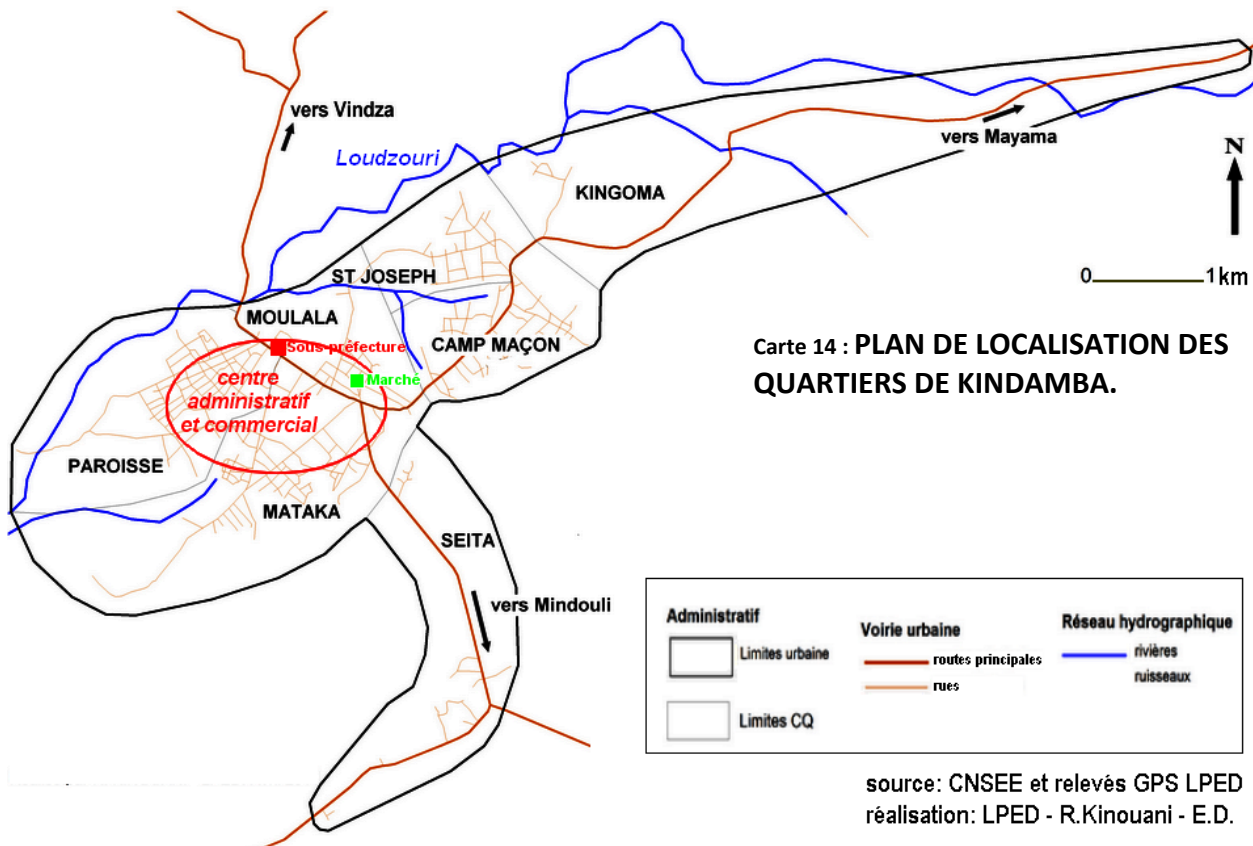 vers Vindza
vers Mayama
N
Loudzouri
KINGOMA
ST JOSEPH
0 1 km
MOULALA
Sous-préfecture
CAMP MAÇON
Marché
centre
administratif
et commercial
Carte 14 : PLAN DE LOCALISATION DES
QUARTIERS DE KINDAMBA.
PAROISSE
MATAKA
SEITA
vers Mindouli
Administratif
Limites urbaine
Limites CQ
Voirie urbaine
routes principales
rues
Réseau hydrographique
rivières
ruisseaux
source: CNSEE et relevés GPS LPED
réalisation: LPED - R.Kinouani - E.D.